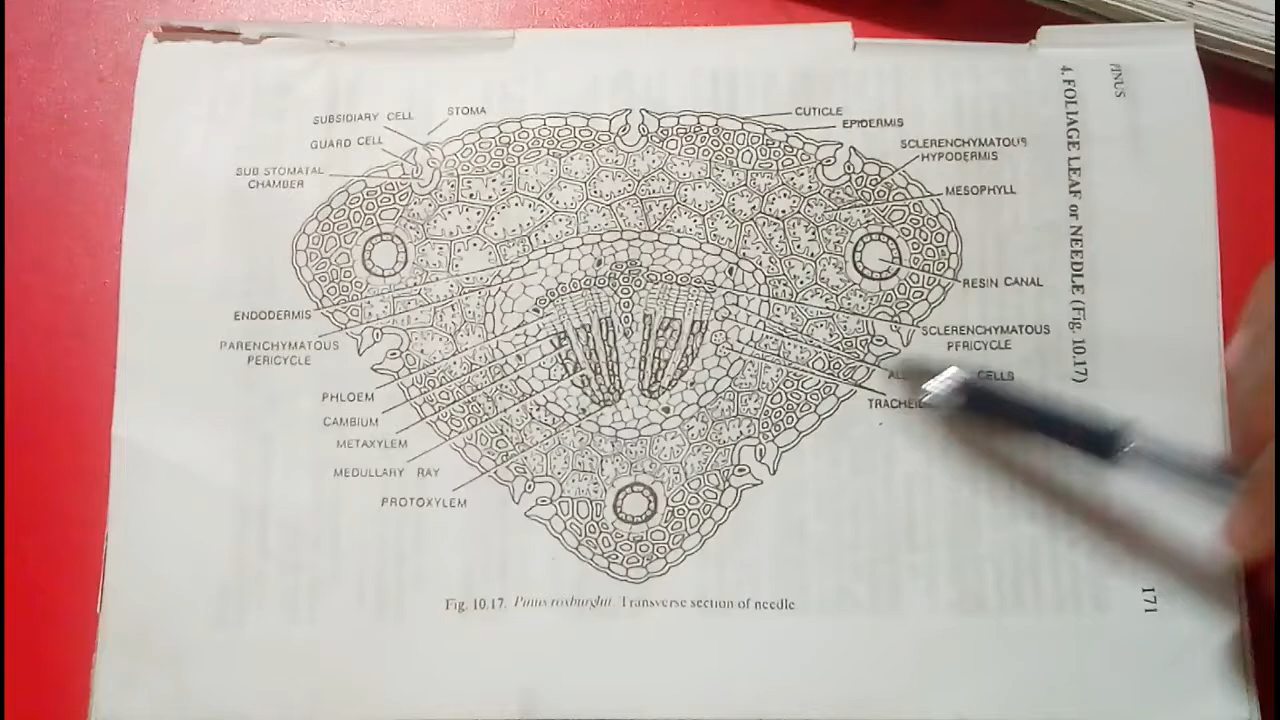 PINUS
4. FOLIAGE LEAF or NEEDLE (Fig. 10.17)
SUBSIDIARY CELL
STOMA
GUARD CELL
SUB STOMATAL
CHAMBER
CUTICLE
EPIDERMIS
SCLERENCHYMATOUS
HYPODERMIS
MESOPHYLL
RESIN CANAL
ENDODERMIS
PARENCHYMATOUS
PERICYCLE
SCLERENCHYMATOUS
PERICYCLE
CELLS
PHLOEM
CAMBIUM
METAXYLEM
MEDULLARY RAY
PROTOXYLEM
Fig. 10.17. Pinus roxburghii. Transverse section of needle
171